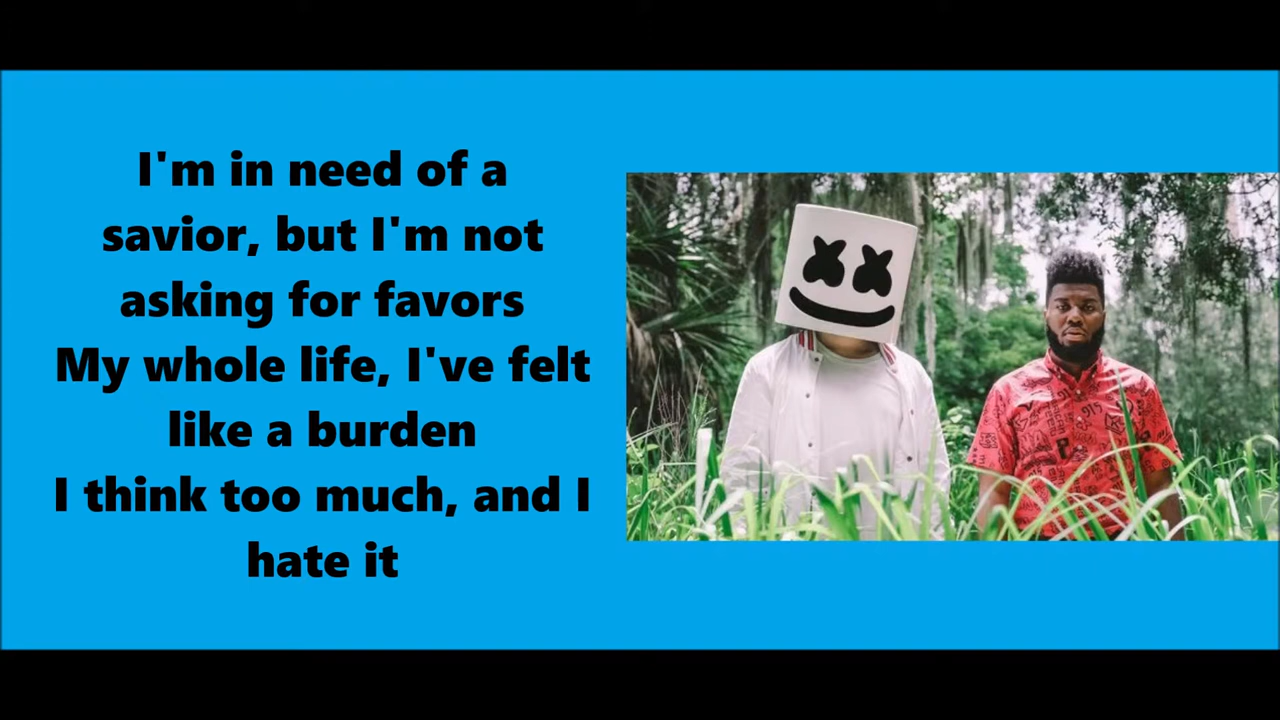 I'm in need of a
savior, but I'm not
asking for favors
My whole life, I've felt
like a burden
I think too much, and I
hate it